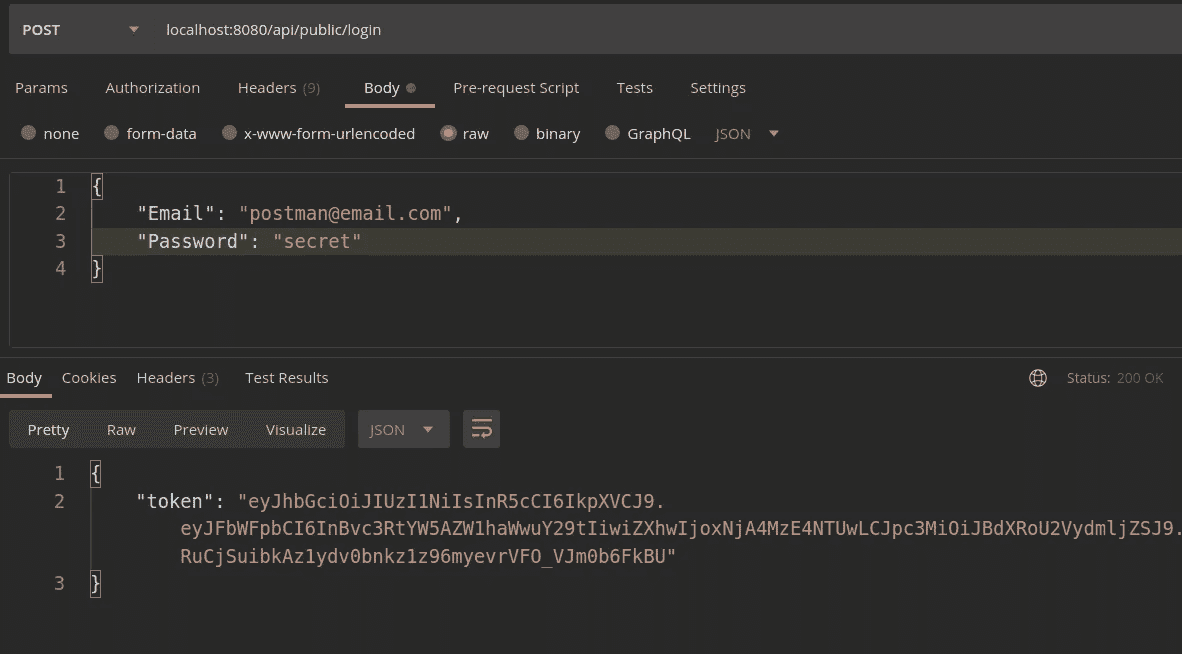 POST localhost:8080/api/public/login
Params Authorization Headers (9) Body Pre-request Script Tests Settings
none form-data x-www-form-urlencoded raw binary GraphQL JSON
1 {
2 "Email": "postman@email.com",
3 "Password": "secret"
4 }
Body Cookies Headers (3) Test Results Status: 200 OK
Pretty Raw Preview Visualize JSON
1 {
2 "token": "eyJhbGciOiJIUzI1NiIsInR5cCI6IkpXVCJ9.
eyJFbWFpbCI6InBvc3RtYW5AZW1haWwuY29tIiwiZXhwIjoxNjA4MzE4NTUwLCJpc3MiOiJBdXRoU2VydmljZSJ9.
RuCjSuibkAz1ydv0bnkz1z96myevrVFO_VJm0b6FkBU"
3 }